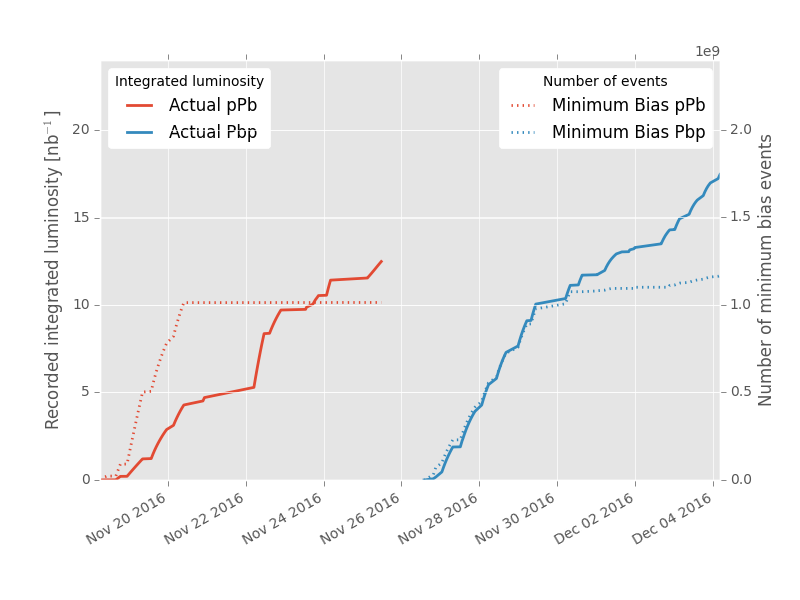 1e9
Integrated luminosity
Actual pPb
Actual Pbp
Number of events
Minimum Bias pPb
Minimum Bias Pbp
Recorded integrated luminosity [nb⁻¹]
20
15
10
5
0
2.0
1.5
1.0
0.5
0.0
Number of minimum bias events
Nov 20 2016
Nov 22 2016
Nov 24 2016
Nov 26 2016
Nov 28 2016
Nov 30 2016
Dec 02 2016
Dec 04 2016